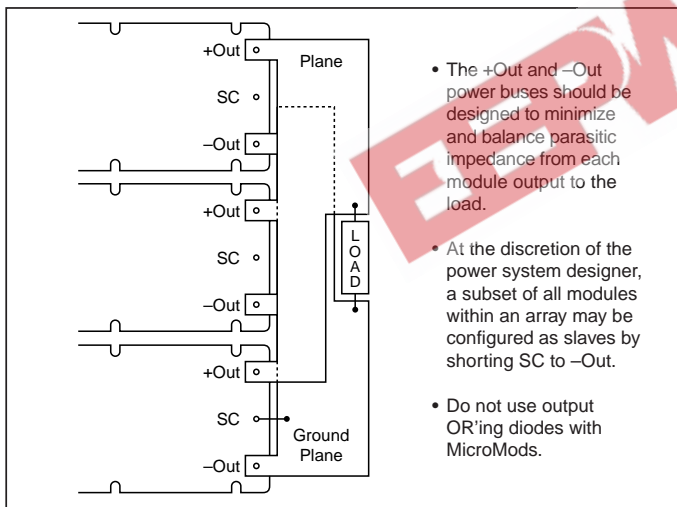 +Out
Plane
SC
–Out
+Out
SC
–Out
+Out
SC
Ground
Plane
–Out
LOAD
• The +Out and –Out
power buses should be
designed to minimize
and balance parasitic
impedance from each
module output to the
load.
• At the discretion of the
power system designer,
a subset of all modules
within an array may be
configured as slaves by
shorting SC to –Out.
• Do not use output
OR'ing diodes with
MicroMods.